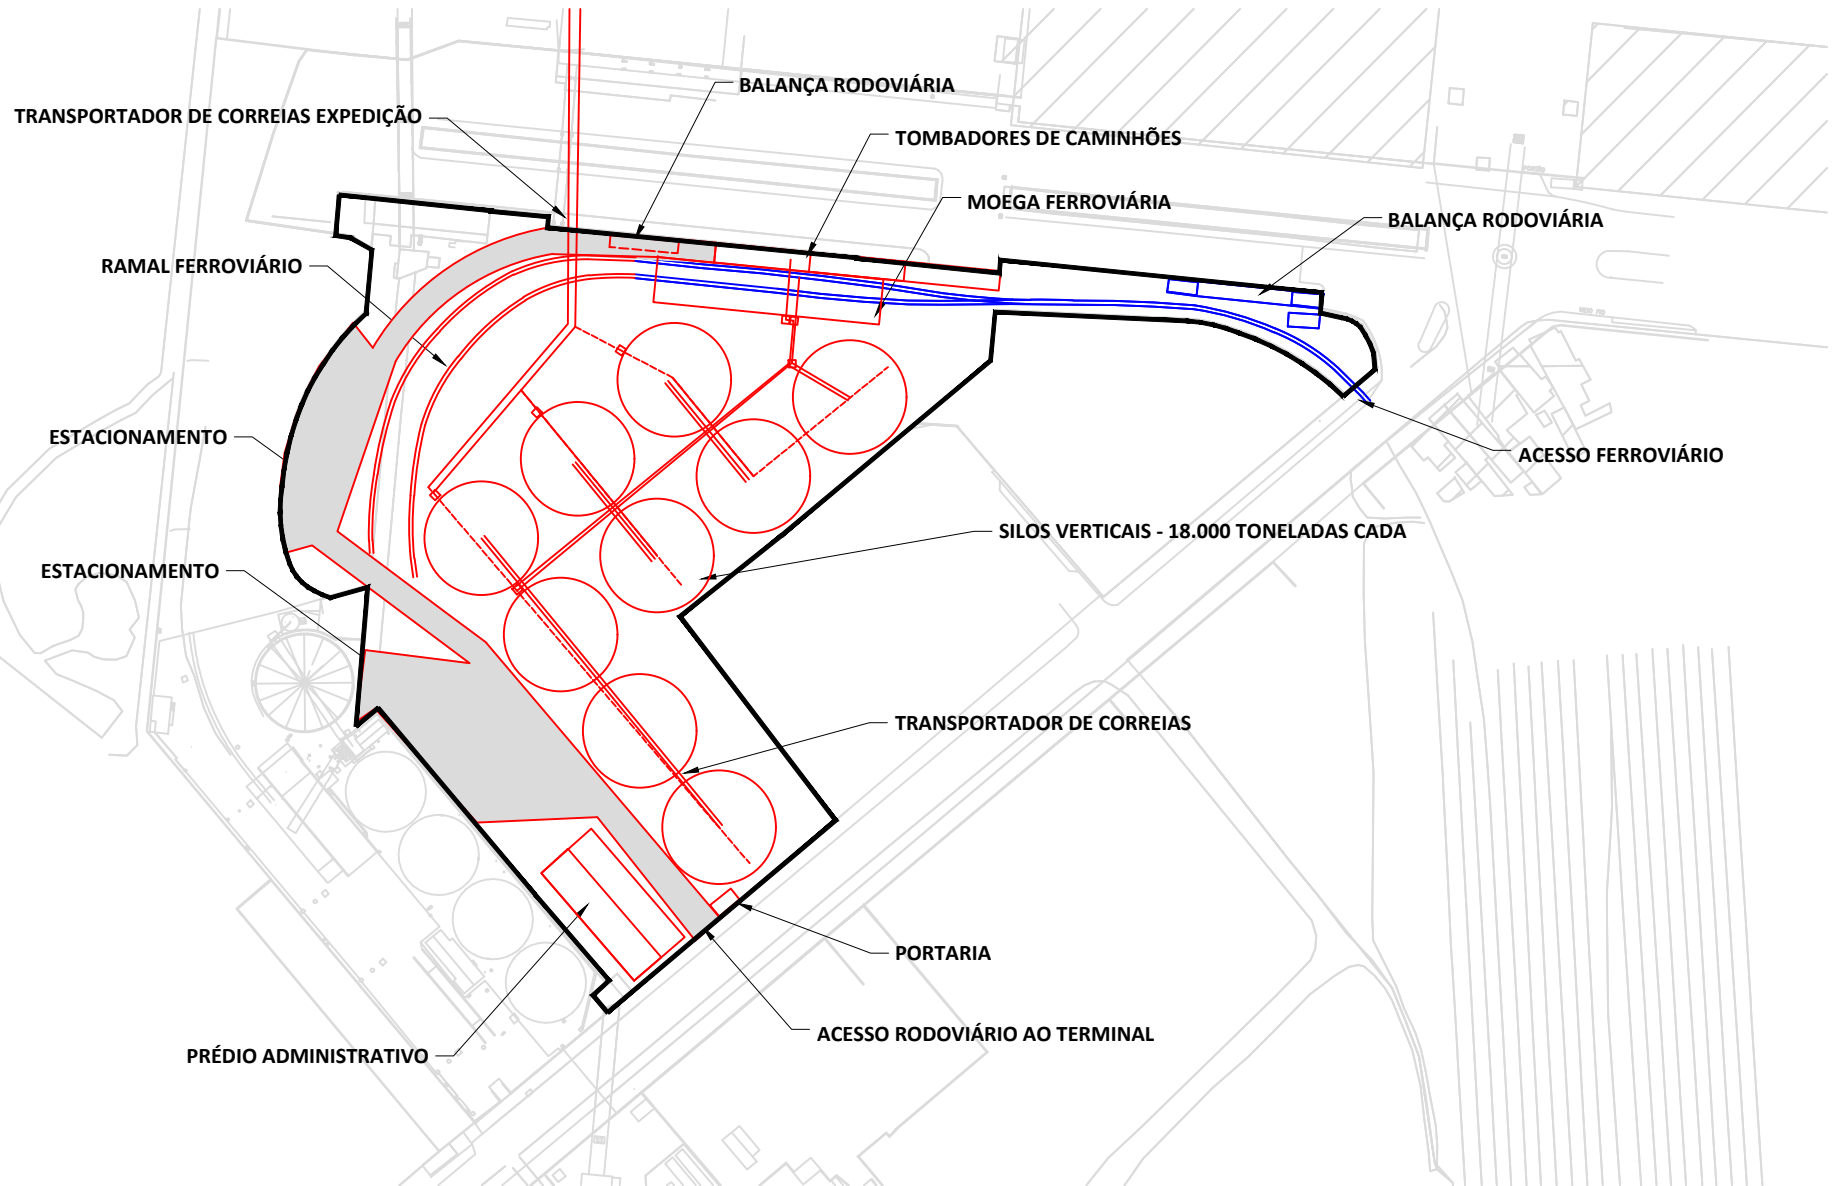 BALANÇA RODOVIÁRIA
TRANSPORTADOR DE CORREIAS EXPEDIÇÃO
TOMBADORES DE CAMINHÕES
MOEGA FERROVIÁRIA
BALANÇA RODOVIÁRIA
RAMAL FERROVIÁRIO
ESTACIONAMENTO
ACESSO FERROVIÁRIO
SILOS VERTICAIS - 18.000 TONELADAS CADA
ESTACIONAMENTO
TRANSPORTADOR DE CORREIAS
PORTARIA
ACESSO RODOVIÁRIO AO TERMINAL
PRÉDIO ADMINISTRATIVO